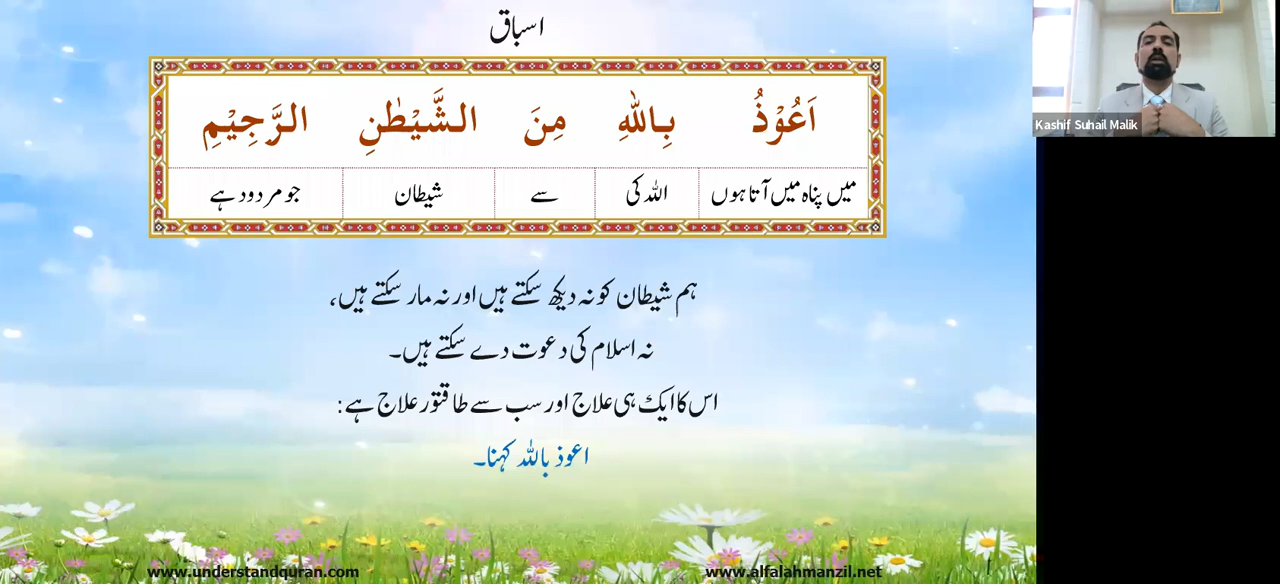 اسباق
اَعُوْذُ بِاللّٰهِ مِنَ الشَّيْطٰنِ الرَّجِيْمِ
میں پناہ میں آتا ہوں اللہ کی سے شیطان جو مردود ہے
ہم شیطان کو نہ دیکھ سکتے ہیں اور نہ مار سکتے ہیں،
نہ اسلام کی دعوت دے سکتے ہیں۔
اس کا ایک ہی علاج اور سب سے طاقتور علاج ہے:
اعوذ باللہ کہنا۔
www.understandquran.com
www.alfalahmanzil.net
Kashif Suhail Malik